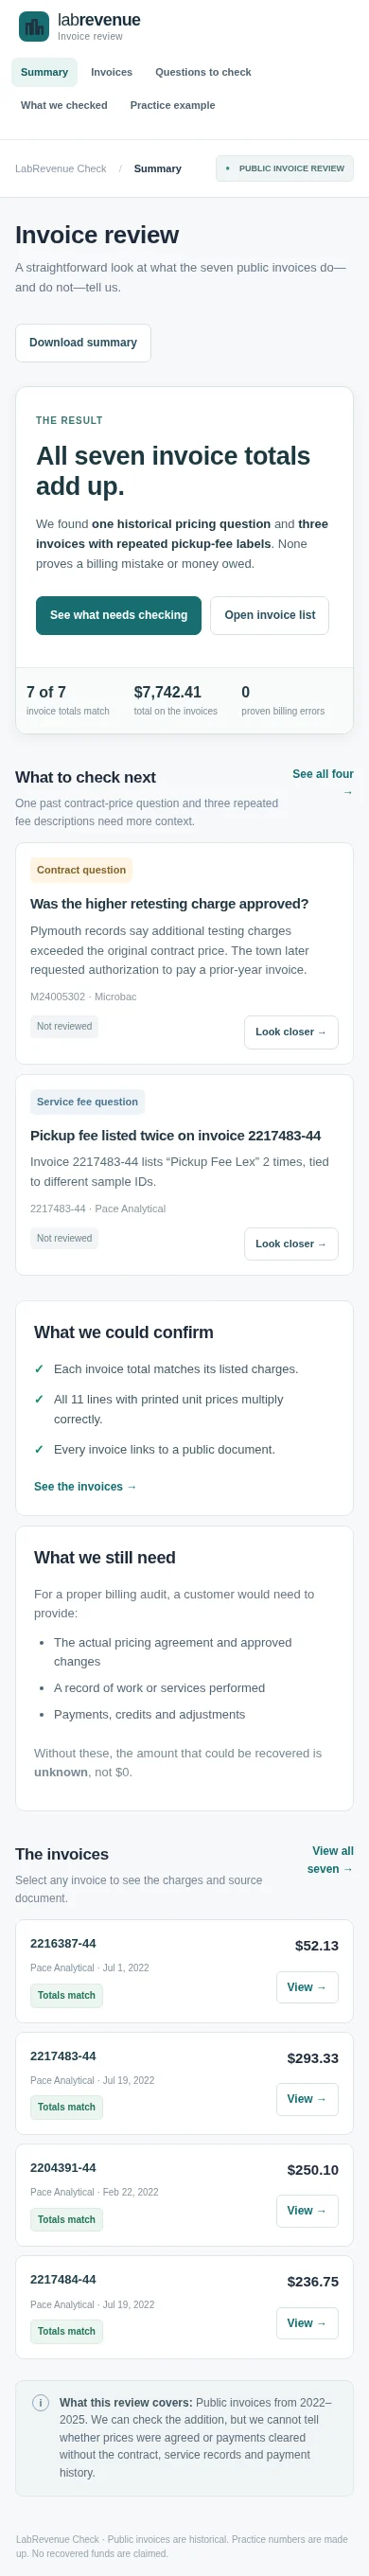 labrevenue
Invoice review
Summary
Invoices
Questions to check
What we checked
Practice example
LabRevenue Check / Summary
• PUBLIC INVOICE REVIEW
Invoice review
A straightforward look at what the seven public invoices do—
and do not—tell us.
Download summary
THE RESULT
All seven invoice totals
add up.
We found one historical pricing question and three
invoices with repeated pickup-fee labels. None
proves a billing mistake or money owed.
See what needs checking
Open invoice list
7 of 7
invoice totals match
$7,742.41
total on the invoices
0
proven billing errors
What to check next
See all four
→
One past contract-price question and three repeated
fee descriptions need more context.
Contract question
Was the higher retesting charge approved?
Plymouth records say additional testing charges
exceeded the original contract price. The town later
requested authorization to pay a prior-year invoice.
M24005302 · Microbac
Not reviewed
Look closer →
Service fee question
Pickup fee listed twice on invoice 2217483-44
Invoice 2217483-44 lists “Pickup Fee Lex” 2 times, tied
to different sample IDs.
2217483-44 · Pace Analytical
Not reviewed
Look closer →
What we could confirm
✓ Each invoice total matches its listed charges.
✓ All 11 lines with printed unit prices multiply
correctly.
✓ Every invoice links to a public document.
See the invoices →
What we still need
For a proper billing audit, a customer would need to
provide:
• The actual pricing agreement and approved
changes
• A record of work or services performed
• Payments, credits and adjustments
Without these, the amount that could be recovered is
unknown, not $0.
The invoices
View all
seven →
Select any invoice to see the charges and source
document.
2216387-44
$52.13
Pace Analytical · Jul 1, 2022
Totals match
View →
2217483-44
$293.33
Pace Analytical · Jul 19, 2022
Totals match
View →
2204391-44
$250.10
Pace Analytical · Feb 22, 2022
Totals match
View →
2217484-44
$236.75
Pace Analytical · Jul 19, 2022
Totals match
View →
i
What this review covers: Public invoices from 2022–
2025. We can check the addition, but we cannot tell
whether prices were agreed or payments cleared
without the contract, service records and payment
history.
LabRevenue Check · Public invoices are historical. Practice numbers are made
up. No recovered funds are claimed.